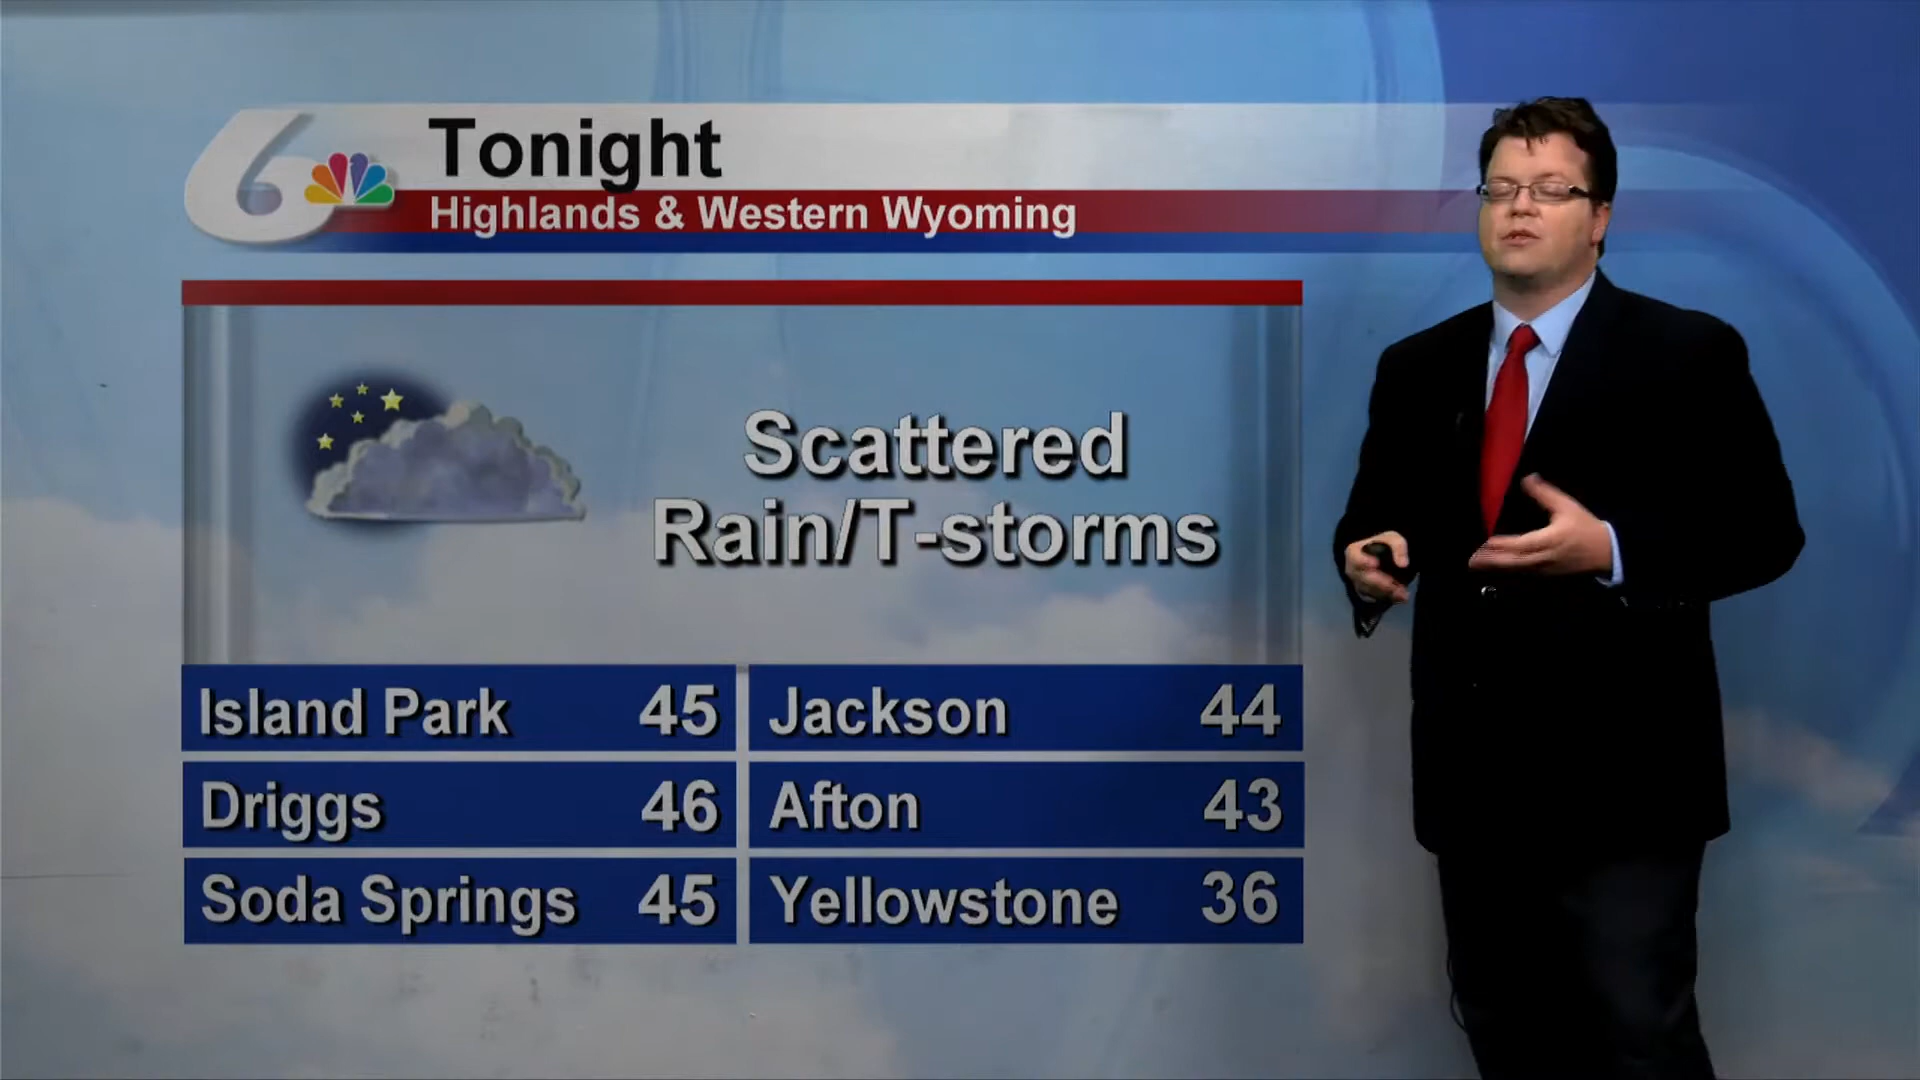 6
Tonight
Highlands & Western Wyoming
Scattered
Rain/T-storms
Island Park 45
Jackson 44
Driggs 46
Afton 43
Soda Springs 45
Yellowstone 36